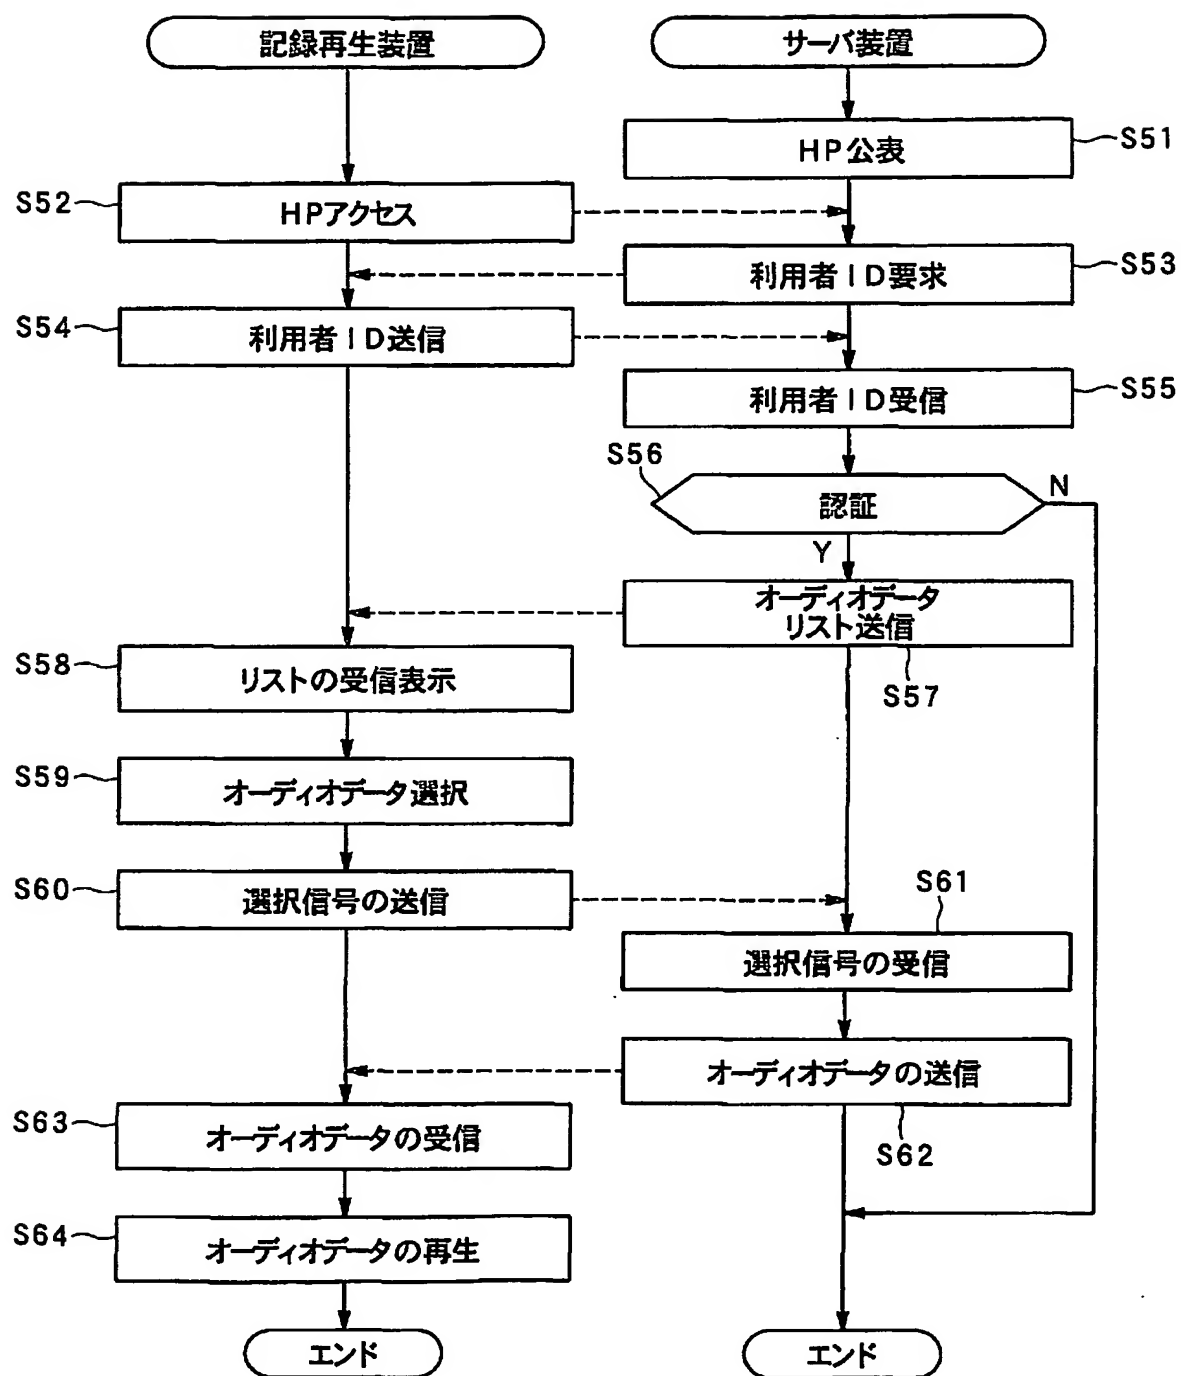 記録再生装置
サーバ装置
HP公表
S51
S52
HPアクセス
利用者ID要求
S53
S54
利用者ID送信
利用者ID受信
S55
S56
認証
N
Y
オーディオデータ
リスト送信
S57
S58
リストの受信表示
S59
オーディオデータ選択
S60
選択信号の送信
S61
選択信号の受信
オーディオデータの送信
S62
S63
オーディオデータの受信
S64
オーディオデータの再生
エンド
エンド